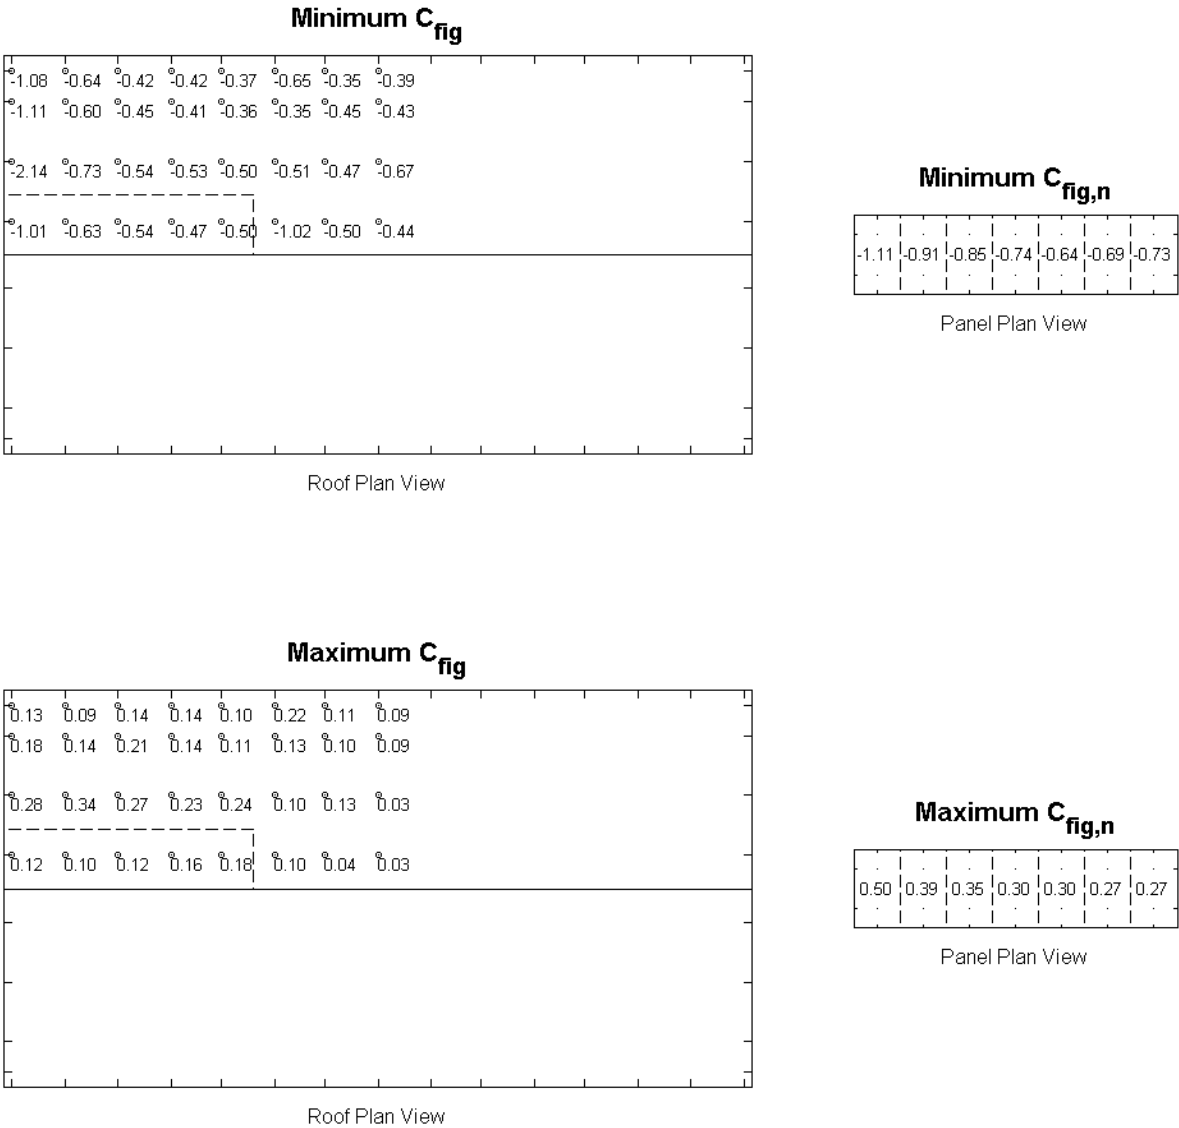 Minimum Cfig
-1.08 -0.64 -0.42 -0.42 -0.37 -0.65 -0.35 -0.39
-1.11 -0.60 -0.45 -0.41 -0.36 -0.35 -0.45 -0.43
-2.14 -0.73 -0.54 -0.53 -0.50 -0.51 -0.47 -0.67
-1.01 -0.63 -0.54 -0.47 -0.50 -1.02 -0.50 -0.44
Roof Plan View
Minimum Cfig,n
-1.11 -0.91 -0.85 -0.74 -0.64 -0.69 -0.73
Panel Plan View
Maximum Cfig
0.13 0.09 0.14 0.14 0.10 0.22 0.11 0.09
0.18 0.14 0.21 0.14 0.11 0.13 0.10 0.09
0.28 0.34 0.27 0.23 0.24 0.10 0.13 0.03
0.12 0.10 0.12 0.16 0.18 0.10 0.04 0.03
Roof Plan View
Maximum Cfig,n
0.50 0.39 0.35 0.30 0.30 0.27 0.27
Panel Plan View